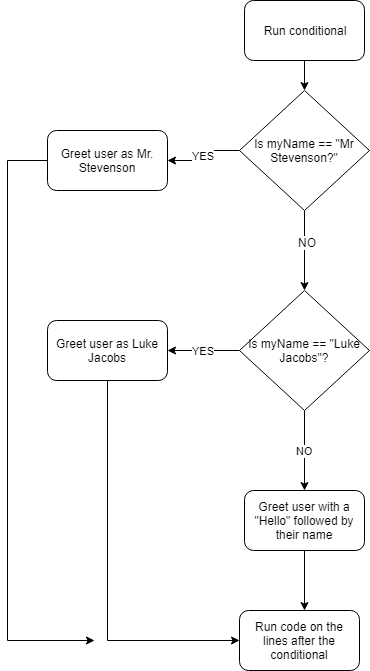 Run conditional
Is myName == "Mr
Stevenson?"
YES
Greet user as Mr.
Stevenson
NO
Is myName == "Luke
Jacobs"?
YES
Greet user as Luke
Jacobs
NO
Greet user with a
"Hello" followed by
their name
Run code on the
lines after the
conditional